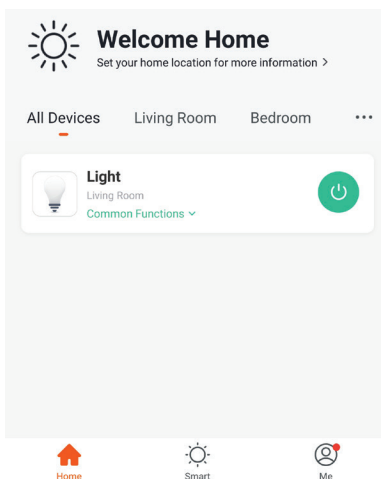 Welcome Home
Set your home location for more information >
All Devices Living Room Bedroom ...
Light
Living Room
Common Functions
Home Smart Me